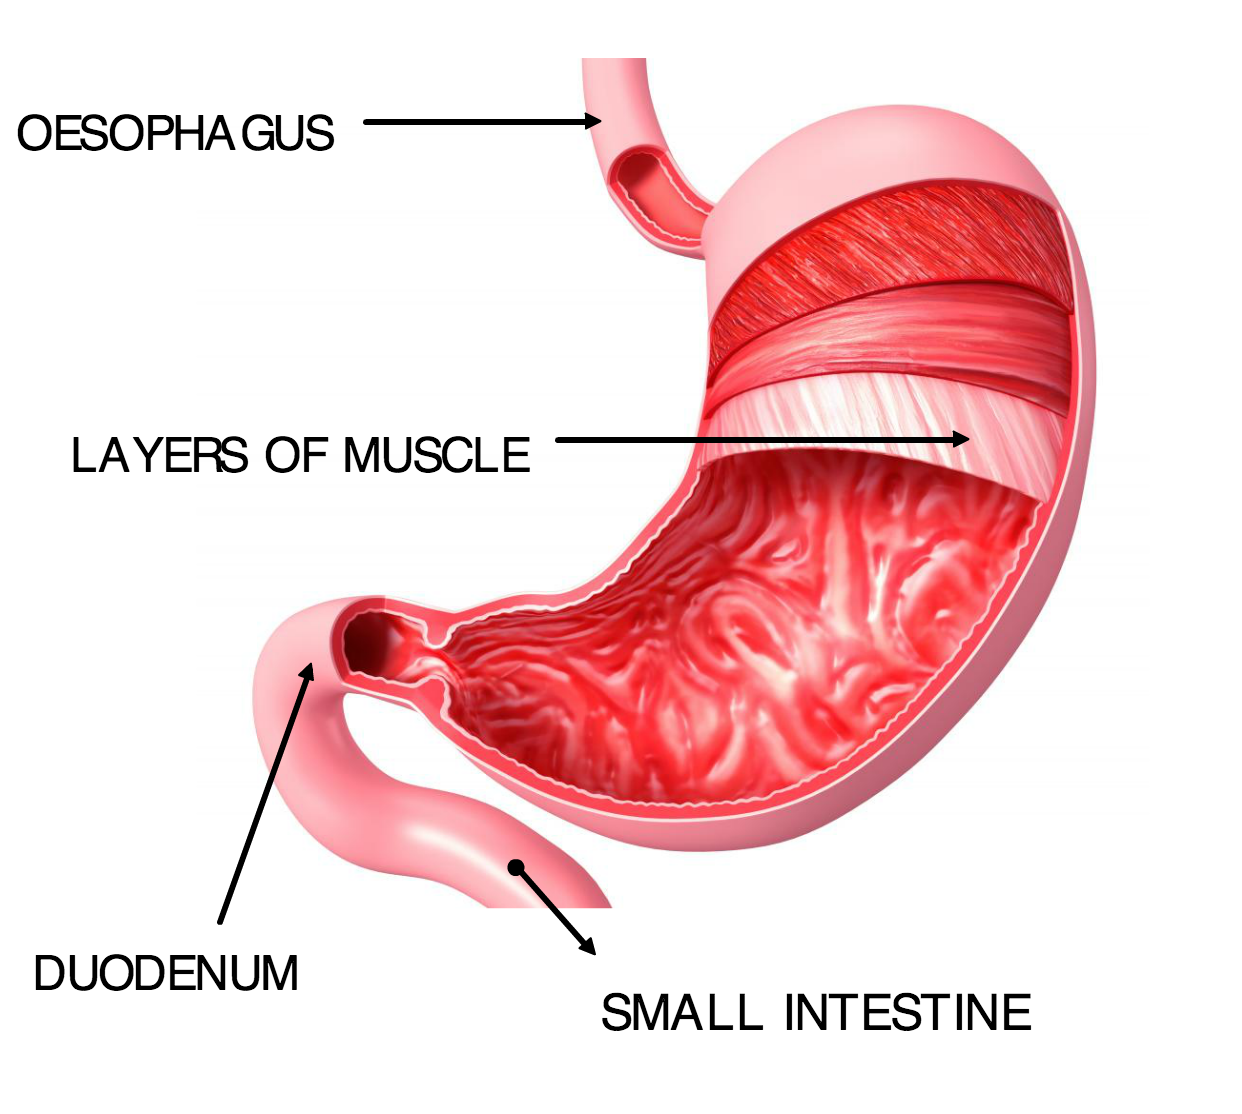 OESOPHAGUS
LAYERS OF MUSCLE
DUODENUM
SMALL INTESTINE